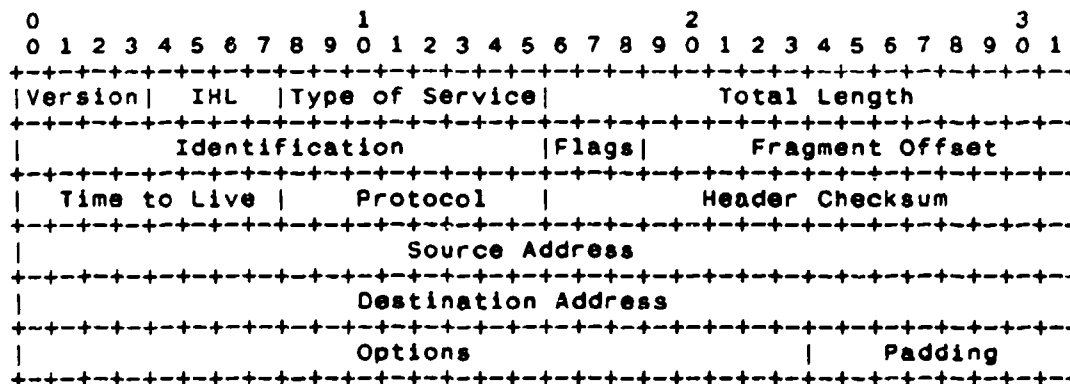 0                   1                   2                   3
 0 1 2 3 4 5 6 7 8 9 0 1 2 3 4 5 6 7 8 9 0 1 2 3 4 5 6 7 8 9 0 1
+-+-+-+-+-+-+-+-+-+-+-+-+-+-+-+-+-+-+-+-+-+-+-+-+-+-+-+-+-+-+-+--
|Version|  IHL  |Type of Service|          Total Length
+-+-+-+-+-+-+-+-+-+-+-+-+-+-+-+-+-+-+-+-+-+-+-+-+-+-+-+-+-+-+-+--
|         Identification        |Flags|      Fragment Offset
+-+-+-+-+-+-+-+-+-+-+-+-+-+-+-+-+-+-+-+-+-+-+-+-+-+-+-+-+-+-+-+--
|  Time to Live |    Protocol   |         Header Checksum
+-+-+-+-+-+-+-+-+-+-+-+-+-+-+-+-+-+-+-+-+-+-+-+-+-+-+-+-+-+-+-+--
|                       Source Address
+-+-+-+-+-+-+-+-+-+-+-+-+-+-+-+-+-+-+-+-+-+-+-+-+-+-+-+-+-+-+-+--
|                    Destination Address
+-+-+-+-+-+-+-+-+-+-+-+-+-+-+-+-+-+-+-+-+-+-+-+-+-+-+-+-+-+-+-+--
|                    Options                    |    Padding
+-+-+-+-+-+-+-+-+-+-+-+-+-+-+-+-+-+-+-+-+-+-+-+-+-+-+-+-+-+-+-+--